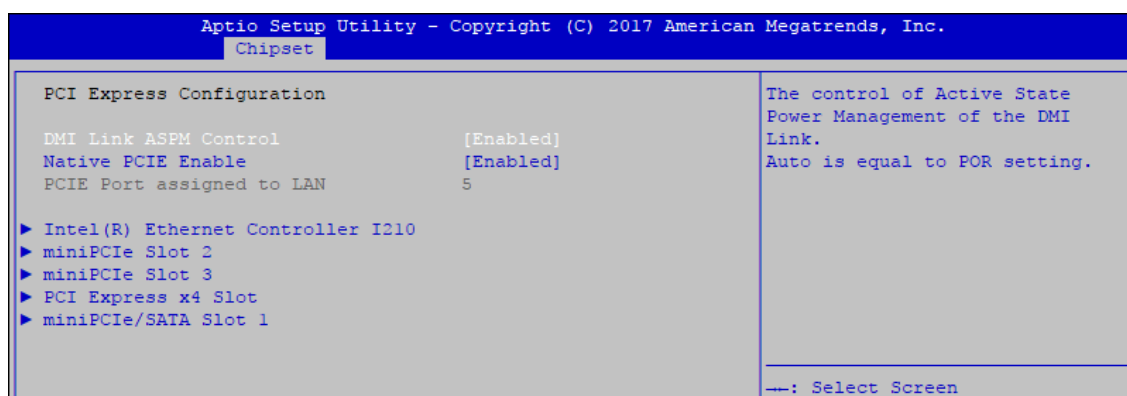 Aptio Setup Utility - Copyright (C) 2017 American Megatrends, Inc.
Chipset
PCI Express Configuration
DMI Link ASPM Control [Enabled]
Native PCIE Enable [Enabled]
PCIE Port assigned to LAN 5
► Intel(R) Ethernet Controller I210
► miniPCIe Slot 2
► miniPCIe Slot 3
► PCI Express x4 Slot
► miniPCIe/SATA Slot 1
The control of Active State
Power Management of the DMI
Link.
Auto is equal to POR setting.
→←: Select Screen